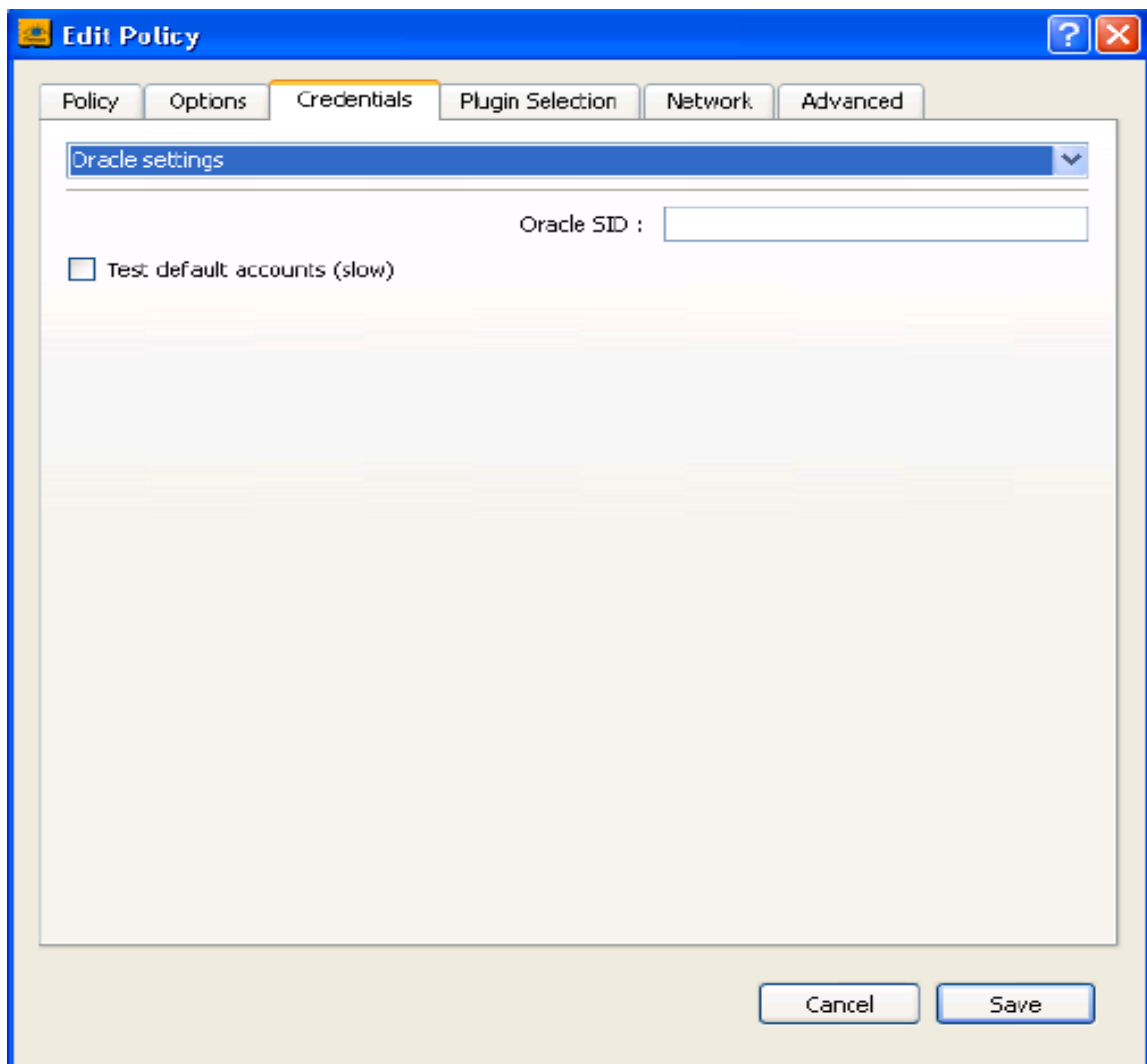 Edit Policy
Policy Options Credentials Plugin Selection Network Advanced
Oracle settings
Oracle SID :
Test default accounts (slow)
Cancel Save